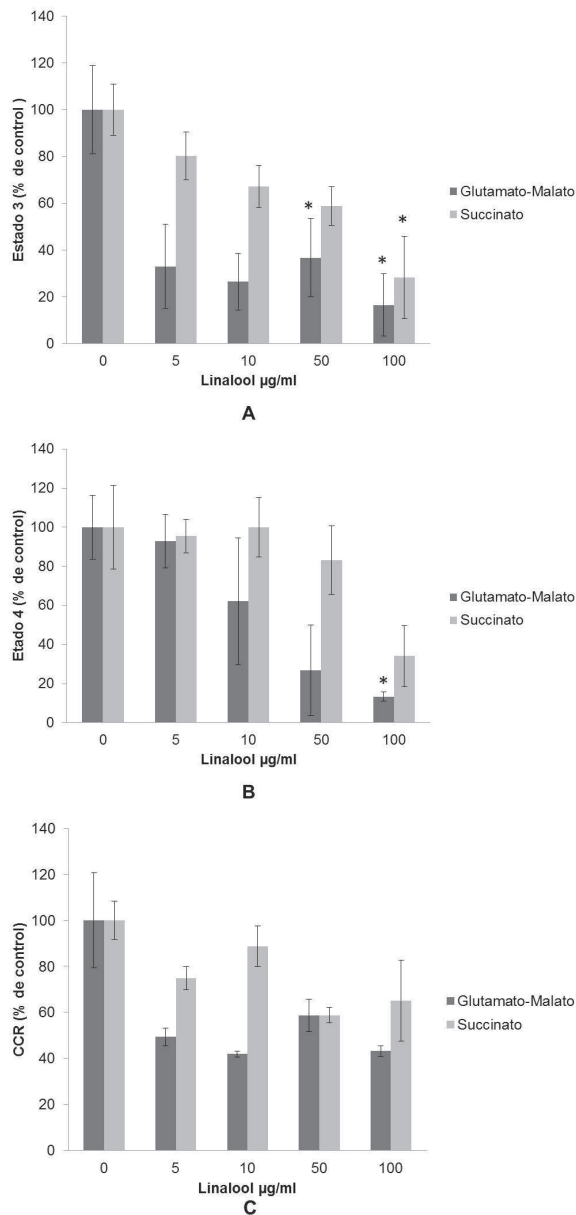 140
120
100
80
60
40
20
0
Estado 3 (% de control )
*
*
*
Glutamato-Malato
Succinato
0 5 10 50 100
Linalool µg/ml
A
140
120
100
80
60
40
20
0
Etado 4 (% de control)
*
Glutamato-Malato
Succinato
0 5 10 50 100
Linalool µg/ml
B
140
120
100
80
60
40
20
0
CCR (% de control)
Glutamato-Malato
Succinato
0 5 10 50 100
Linalool µg/ml
C